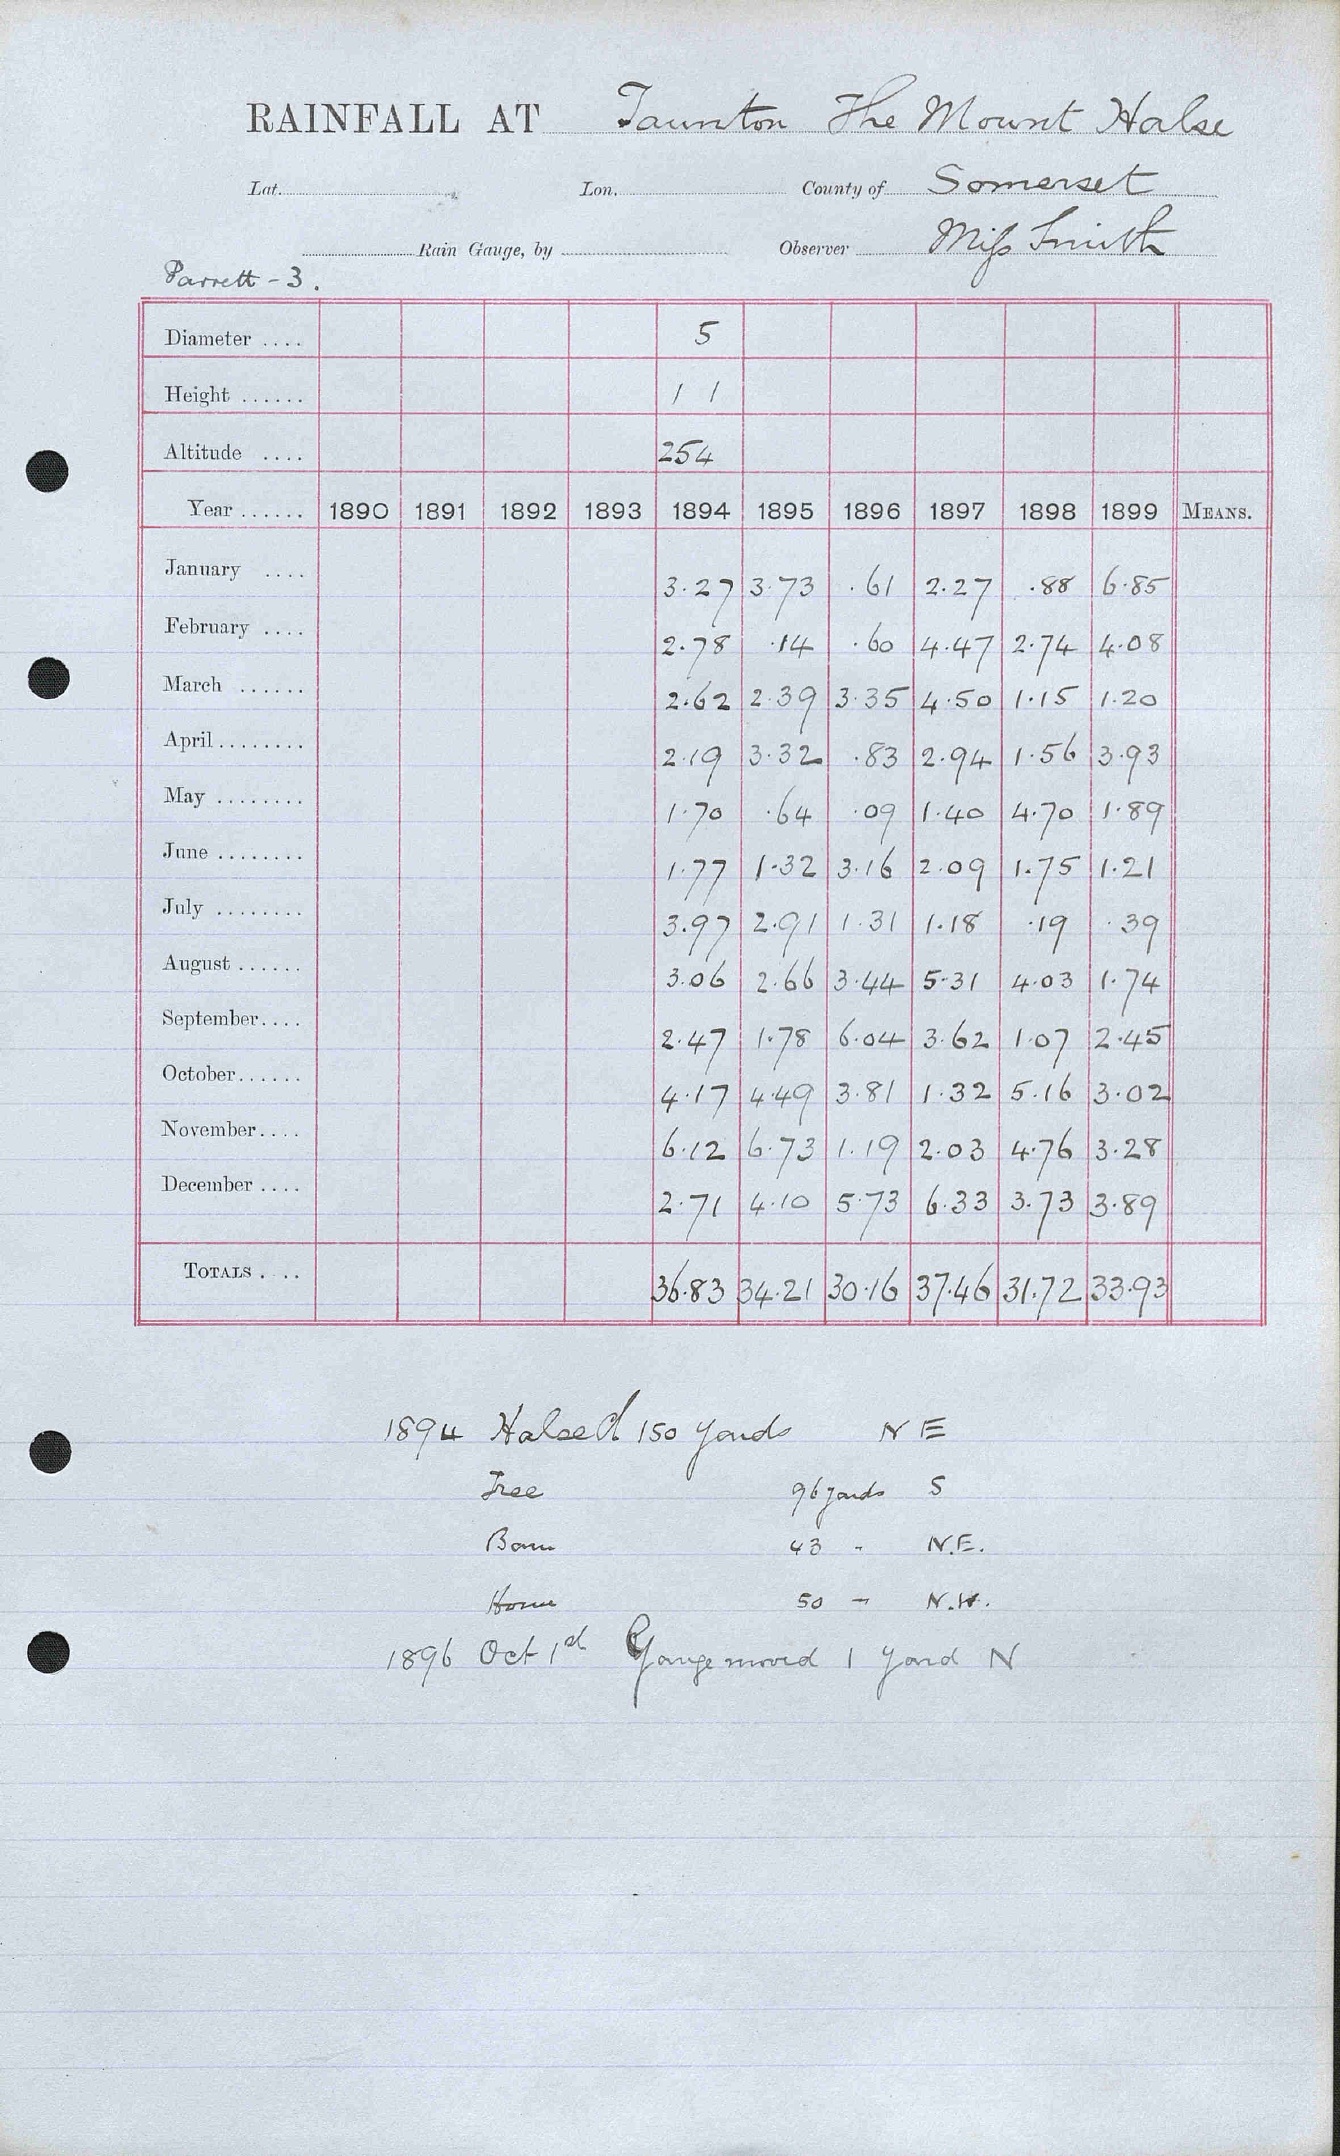 RAINFALL AT Taunton The Mount Halse
Lat. Lon. County of Somerset
Rain Gauge, by Observer Miss Smith
Parrett - 3.
Diameter .... 5
Height ...... 1 1
Altitude .... 254
Year ...... 1890 1891 1892 1893 1894 1895 1896 1897 1898 1899 MEANS.
January .... 3.27 3.73 .61 2.27 .88 6.85
February .... 2.78 .14 .60 4.47 2.74 4.08
March ...... 2.62 2.39 3.35 4.50 1.15 1.20
April ........ 2.19 3.32 .83 2.94 1.56 3.93
May ........ 1.70 .64 .09 1.40 4.70 1.89
June ........ 1.77 1.32 3.16 2.09 1.75 1.21
July ........ 3.97 2.91 1.31 1.18 .19 .39
August ...... 3.06 2.66 3.44 5.31 4.03 1.74
September.... 2.47 1.78 6.04 3.62 1.07 2.45
October...... 4.17 4.49 3.81 1.32 5.16 3.02
November.... 6.12 6.73 1.19 2.03 4.76 3.28
December .... 2.71 4.10 5.73 6.33 3.73 3.89
TOTALS .... 36.83 34.21 30.16 37.46 31.72 33.93
1894 150 yards N E
Tree 96 yards S
Barn 43 " N.E.
House 50 " N.W.
1896 Oct 1st Gauge moved 1 yard N